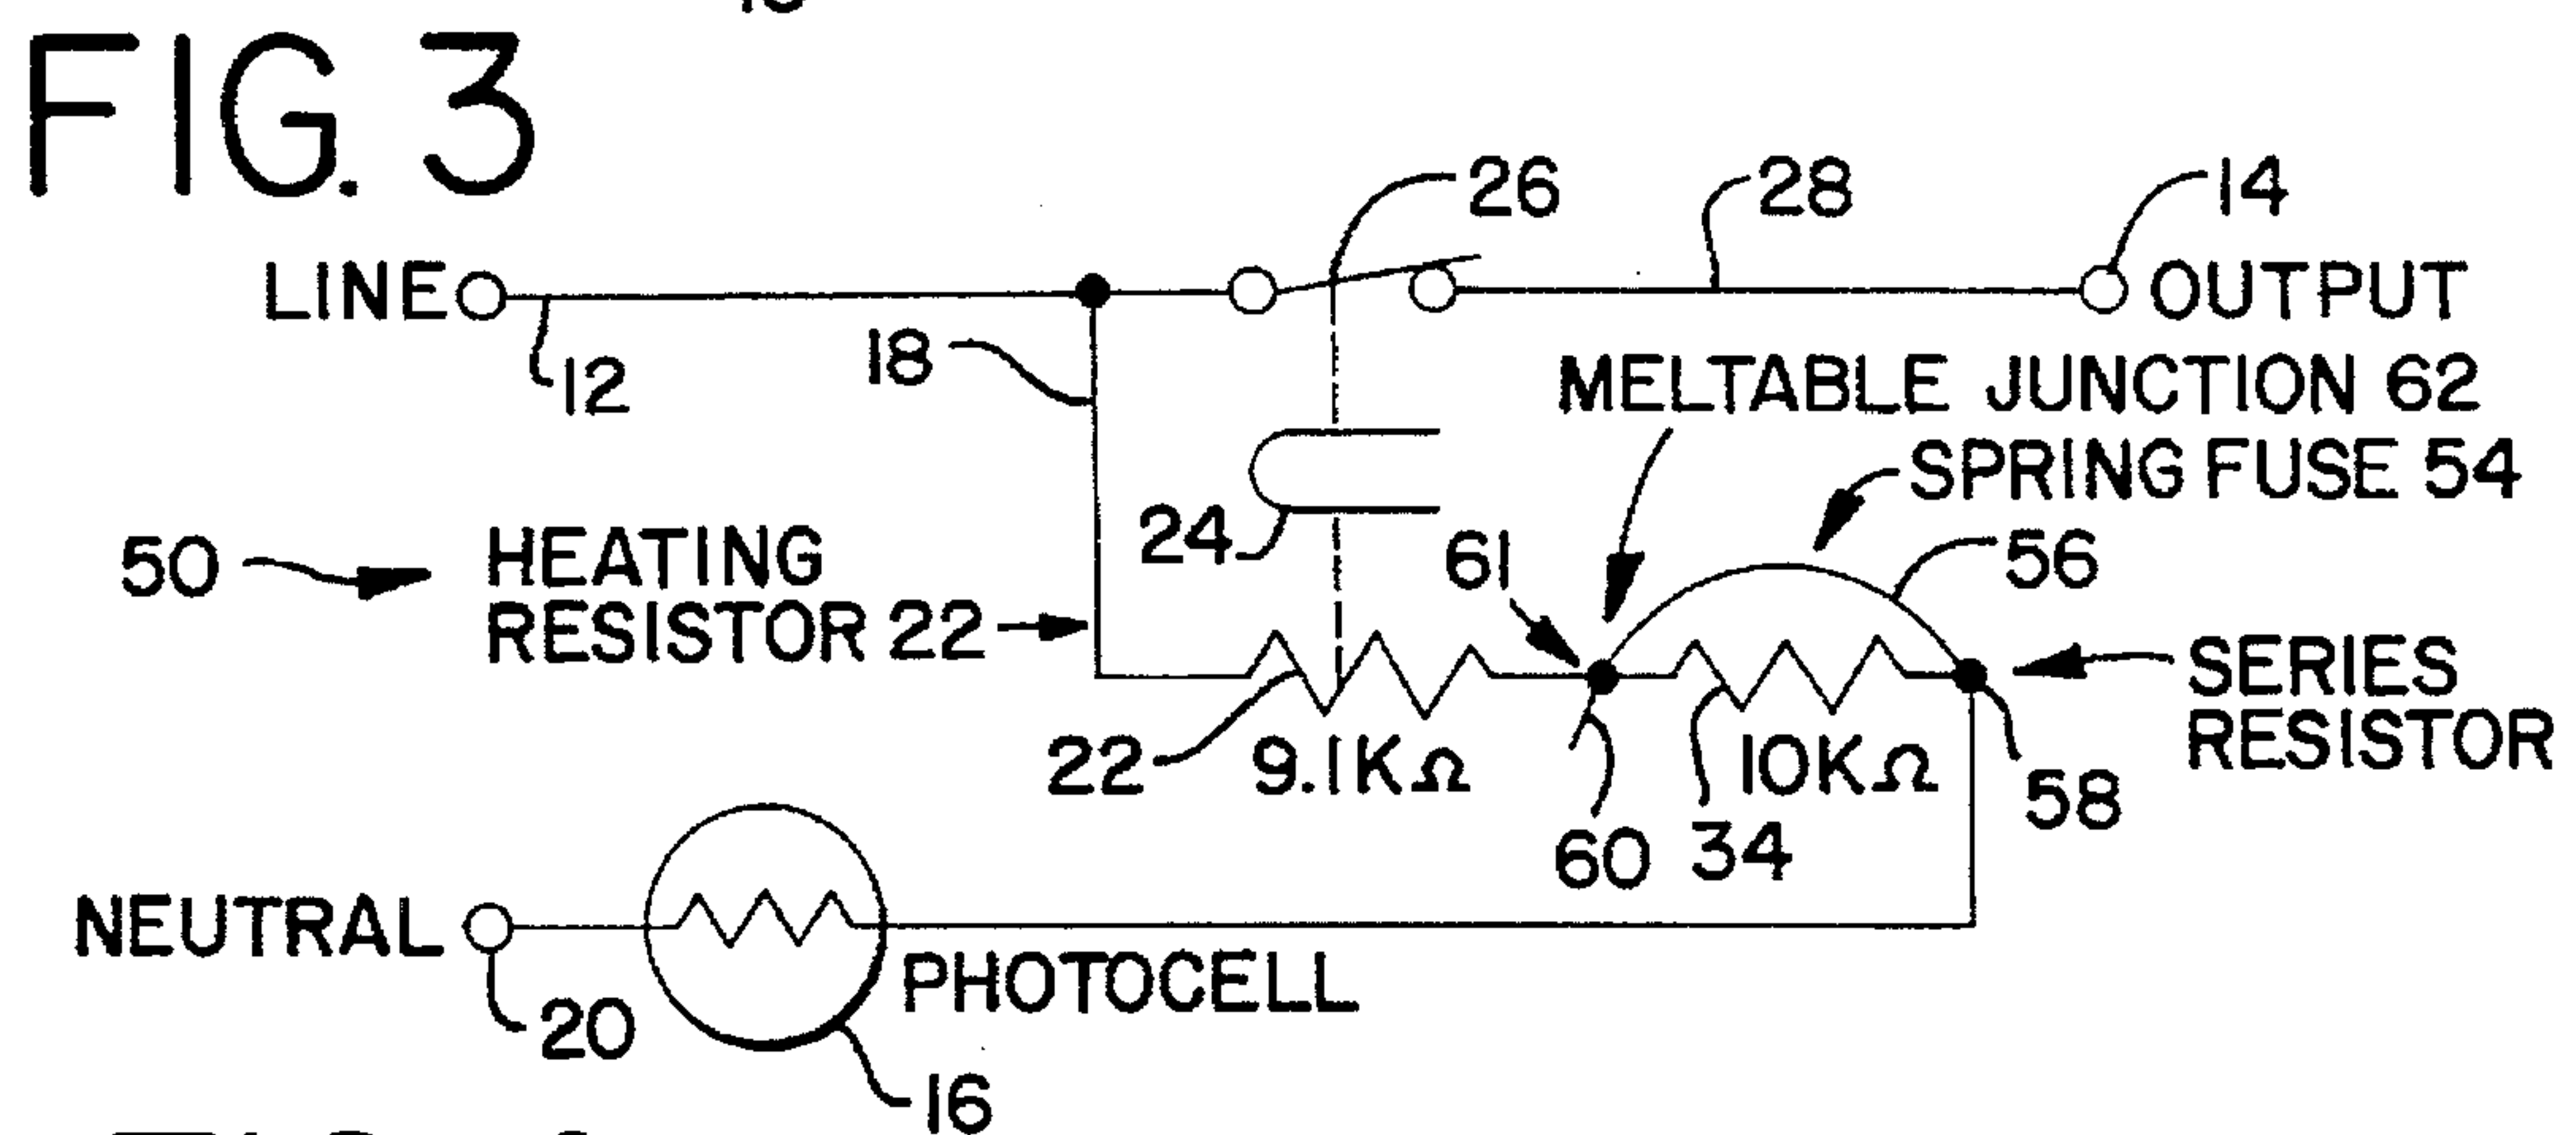 FIG. 3
26
28
14
LINE
OUTPUT
12
18
MELTABLE JUNCTION 62
SPRING FUSE 54
24
61
56
50
HEATING
RESISTOR 22
SERIES
RESISTOR
22
9.1KΩ
10KΩ
58
60
34
NEUTRAL
20
PHOTOCELL
16